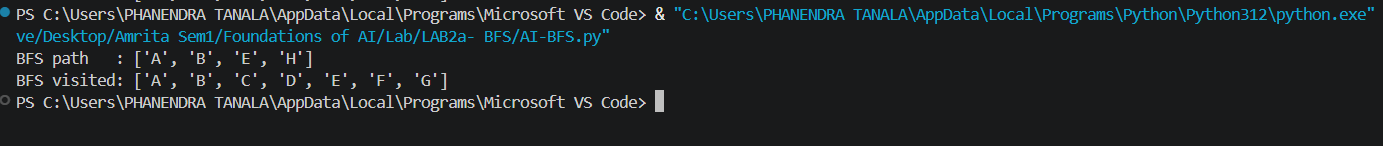 PS C:\Users\PHANENDRA TANALA\AppData\Local\Programs\Microsoft VS Code> & "C:\Users\PHANENDRA TANALA\AppData\Local\Programs\Python\Python312\python.exe"
ve/Desktop/Amrita Sem1/Foundations of AI/Lab/LAB2a- BFS/AI-BFS.py"
BFS path   : ['A', 'B', 'E', 'H']
BFS visited: ['A', 'B', 'C', 'D', 'E', 'F', 'G']
PS C:\Users\PHANENDRA TANALA\AppData\Local\Programs\Microsoft VS Code>